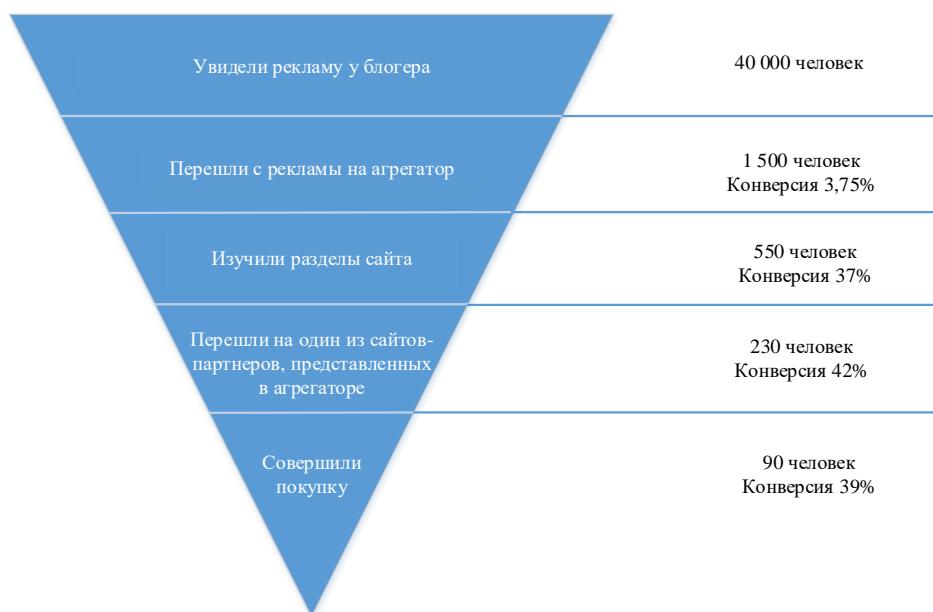 Увидели рекламу у блогера
40 000 человек
Перешли с рекламы на агрегатор
1 500 человек
Конверсия 3,75%
Изучили разделы сайта
550 человек
Конверсия 37%
Перешли на один из сайтов-
партнеров, представленных
в агрегаторе
230 человек
Конверсия 42%
Совершили
покупку
90 человек
Конверсия 39%